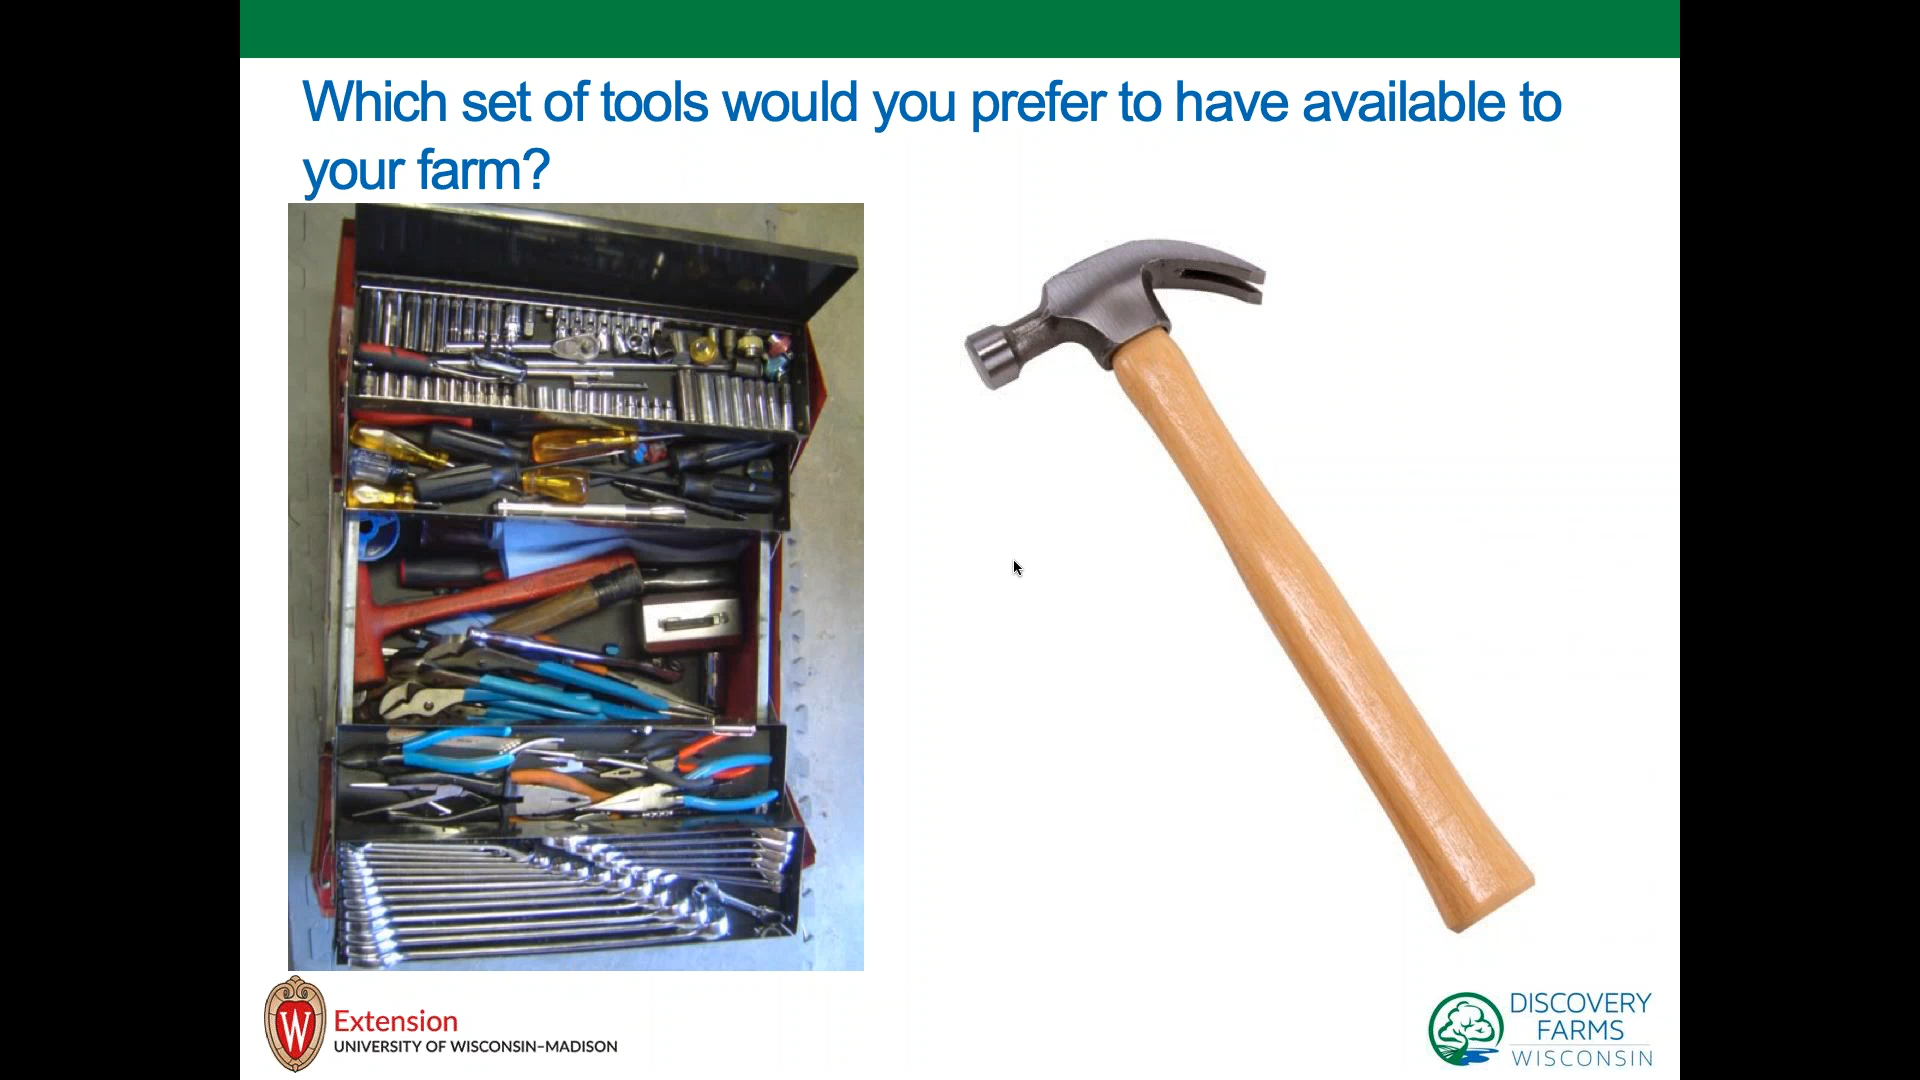 Which set of tools would you prefer to have available to
your farm?
W
Extension
UNIVERSITY OF WISCONSIN–MADISON
DISCOVERY
FARMS
WISCONSIN